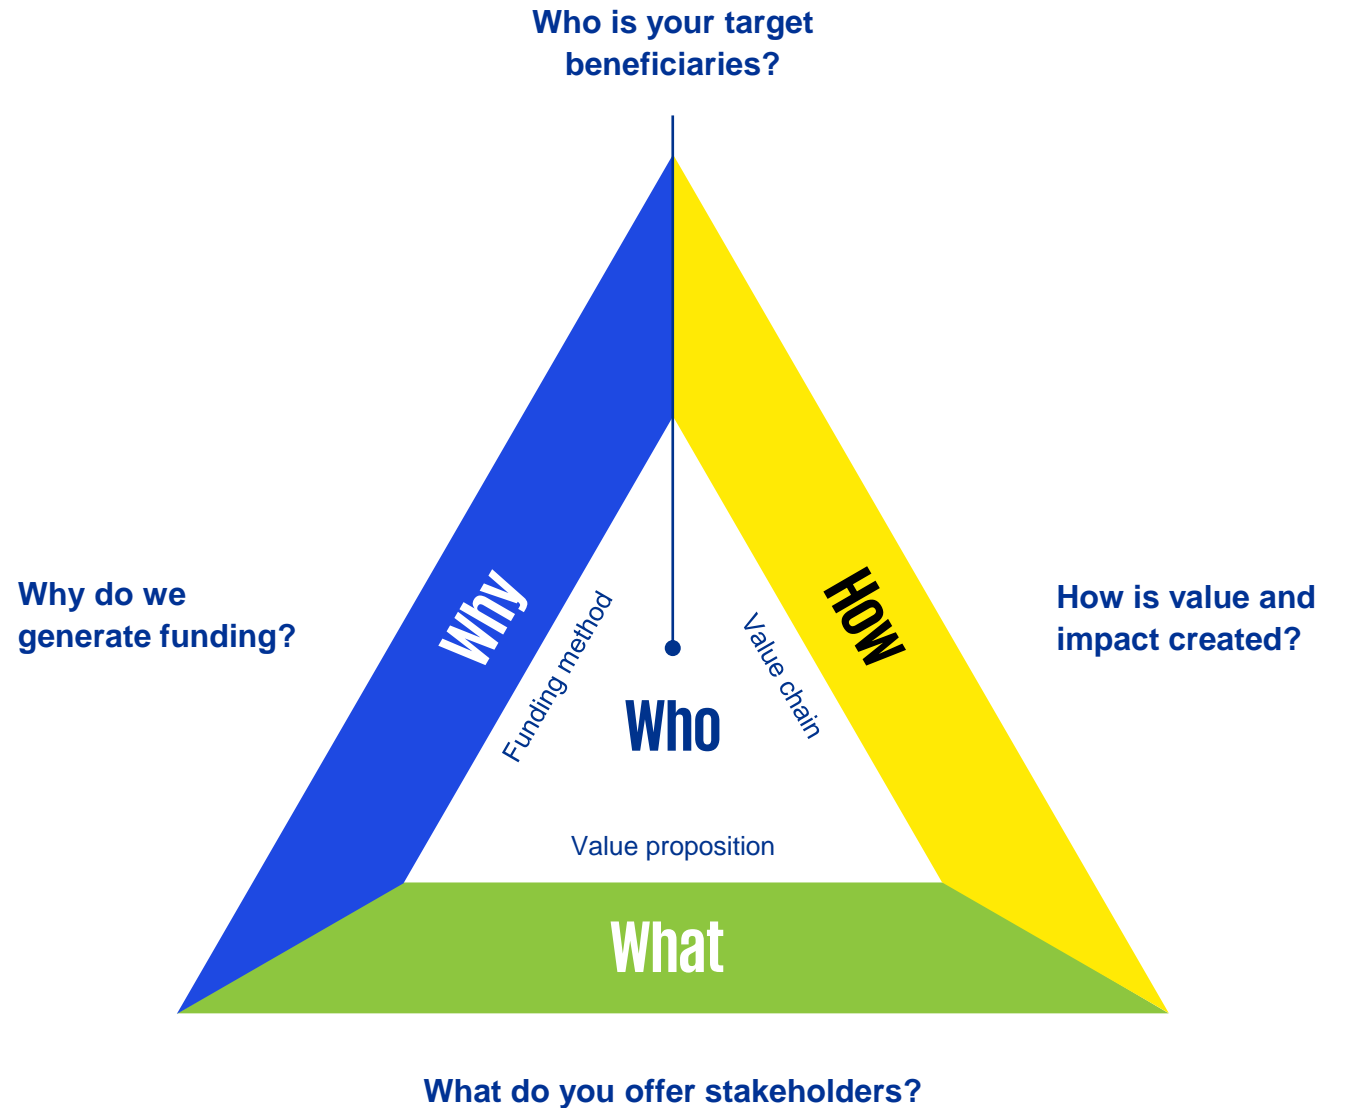 Who is your target
beneficiaries?
Why do we
generate funding?
Why
Funding method
Who
Value chain
How
How is value and
impact created?
Value proposition
What
What do you offer stakeholders?